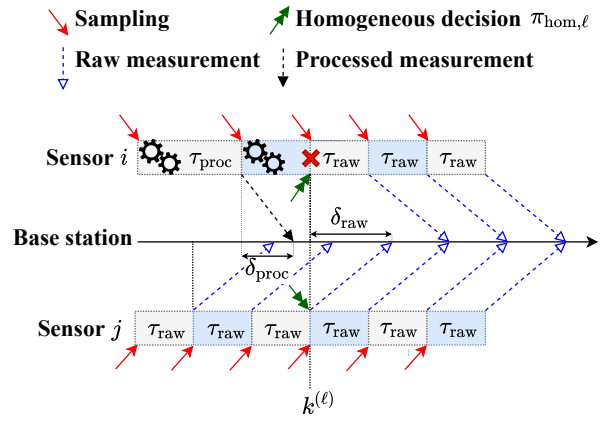 Sampling
Homogeneous decision π_hom,ℓ
Raw measurement
Processed measurement
Sensor i τ_proc τ_raw τ_raw τ_raw
δ_raw
Base station
δ_proc
Sensor j τ_raw τ_raw τ_raw τ_raw τ_raw τ_raw
k^(ℓ)